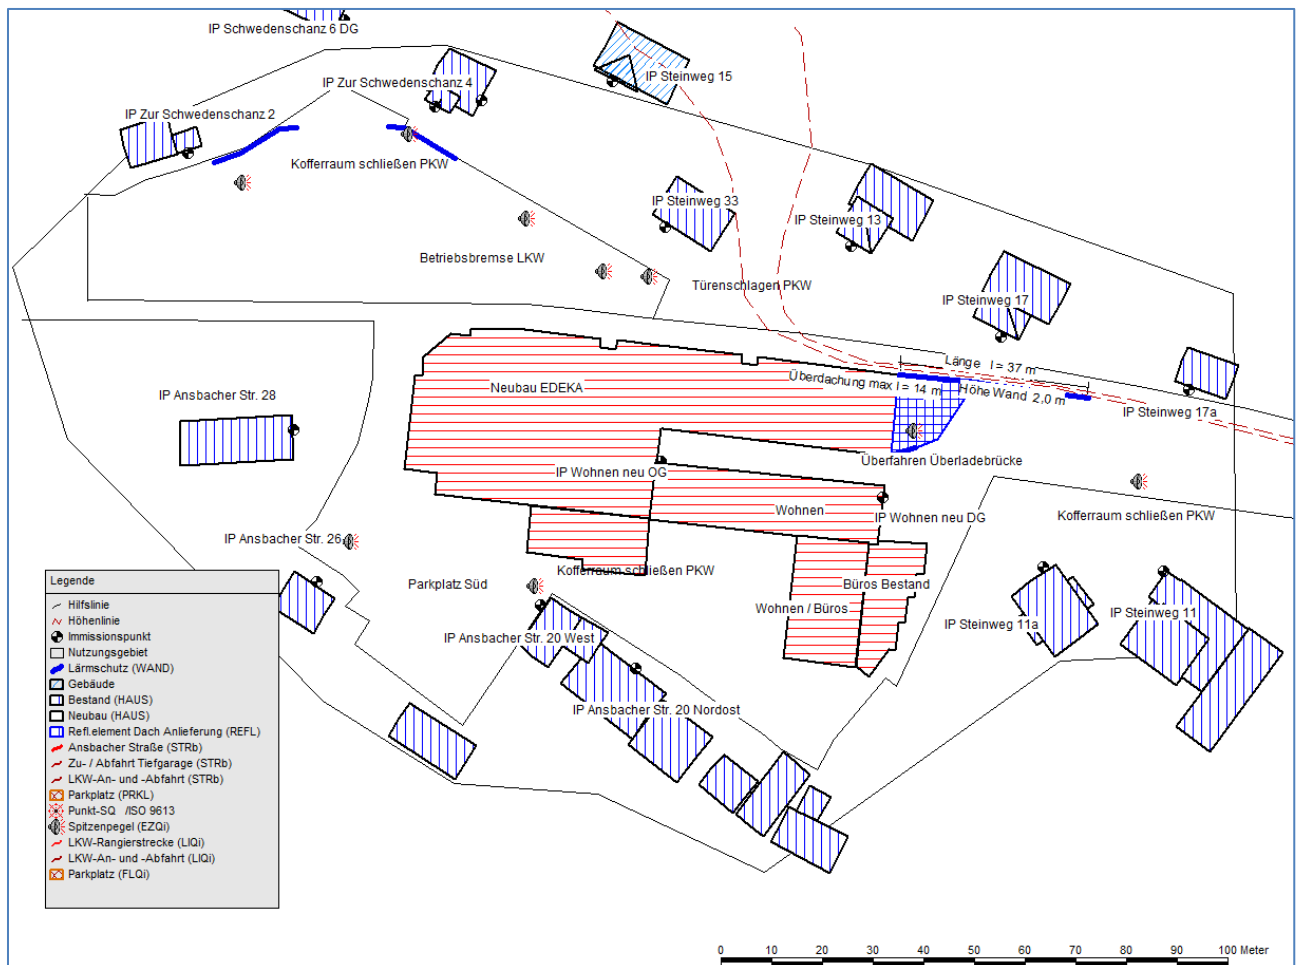 IP Schwedenschanz 6 DG
IP Steinweg 15
IP Zur Schwedenschanz 4
IP Zur Schwedenschanz 2
Kofferraum schließen PKW
IP Steinweg 33
IP Steinweg 13
Betriebsbremse LKW
Türenschlagen PKW
IP Steinweg 17
Länge l = 37 m
Überdachung max l = 14 m
Höhe Wand 2,0 m
Neubau EDEKA
IP Ansbacher Str. 28
IP Steinweg 17a
Überfahren Überladebrücke
IP Wohnen neu OG
Wohnen
IP Wohnen neu DG
Kofferraum schließen PKW
IP Ansbacher Str. 26
Parkplatz Süd
Kofferraum schließen PKW
Büros Bestand
Wohnen / Büros
IP Steinweg 11a
IP Steinweg 11
IP Ansbacher Str. 20 West
IP Ansbacher Str. 20 Nordost
Legende
Hilfslinie
Höhenlinie
Immissionspunkt
Nutzungsgebiet
Lärmschutz (WAND)
Gebäude
Bestand (HAUS)
Neubau (HAUS)
Refl.element Dach Anlieferung (REFL)
Ansbacher Straße (STRb)
Zu- / Abfahrt Tiefgarage (STRb)
LKW-An- und -Abfahrt (STRb)
Parkplatz (PRKL)
Punkt-SQ /ISO 9613
Spitzenpegel (EZQi)
LKW-Rangierstrecke (LIQi)
LKW-An- und -Abfahrt (LIQi)
Parkplatz (FLQi)
0 10 20 30 40 50 60 70 80 90 100 Meter